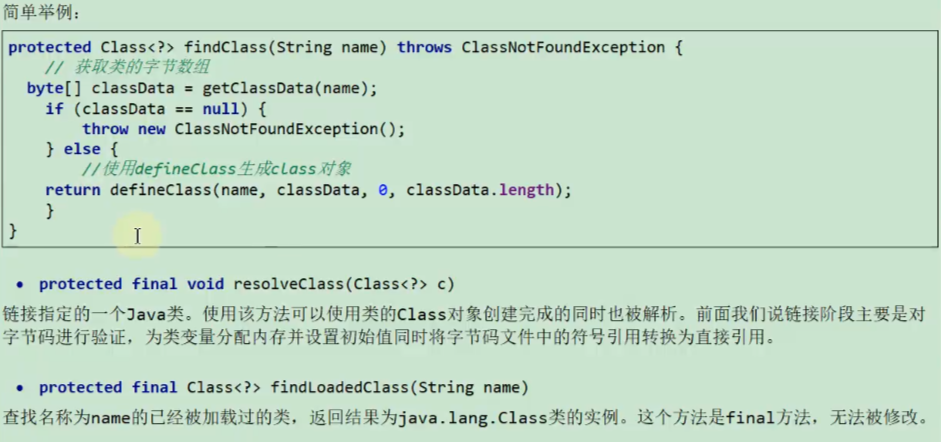 简单举例：
protected Class<?> findClass(String name) throws ClassNotFoundException {
// 获取类的字节数组
byte[] classData = getClassData(name);
if (classData == null) {
throw new ClassNotFoundException();
} else {
//使用defineClass生成class对象
return defineClass(name, classData, 0, classData.length);
}
}
• protected final void resolveClass(Class<?> c)
链接指定的一个Java类。使用该方法可以使用类的Class对象创建完成的同时也被解析。前面我们说链接阶段主要是对
字节码进行验证，为类变量分配内存并设置初始值同时将字节码文件中的符号引用转换为直接引用。
• protected final Class<?> findLoadedClass(String name)
查找名称为name的已经被加载过的类，返回结果为java.lang.Class类的实例。这个方法是final方法，无法被修改。